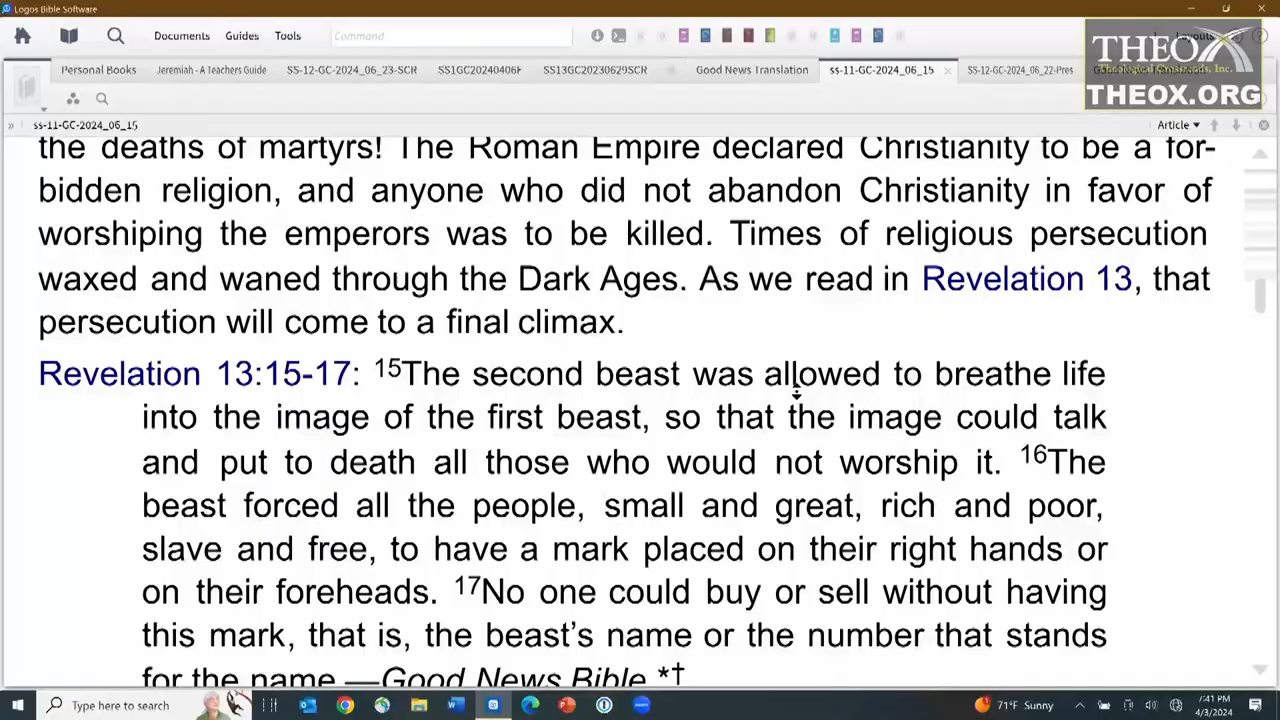 Logos Bible Software
Documents Guides Tools Command
THEOX
Theological Crossroads, Inc.
THEOX.ORG
Personal Books Jeremiah - A Teachers Guide SS-12-GC-2024_06_23-SCR SS13GC20230629SCR Good News Translation ss-11-GC-2024_06_15 SS-12-GC-2024_06_22-Pres
ss-11-GC-2024_06_15 Article
the deaths of martyrs! The Roman Empire declared Christianity to be a for-
bidden religion, and anyone who did not abandon Christianity in favor of
worshiping the emperors was to be killed. Times of religious persecution
waxed and waned through the Dark Ages. As we read in Revelation 13, that
persecution will come to a final climax.
Revelation 13:15-17: 15The second beast was allowed to breathe life
into the image of the first beast, so that the image could talk
and put to death all those who would not worship it. 16The
beast forced all the people, small and great, rich and poor,
slave and free, to have a mark placed on their right hands or
on their foreheads. 17No one could buy or sell without having
this mark, that is, the beast's name or the number that stands
for the name —Good News Bible *†
Type here to search 71°F Sunny 7:41 PM
4/3/2024